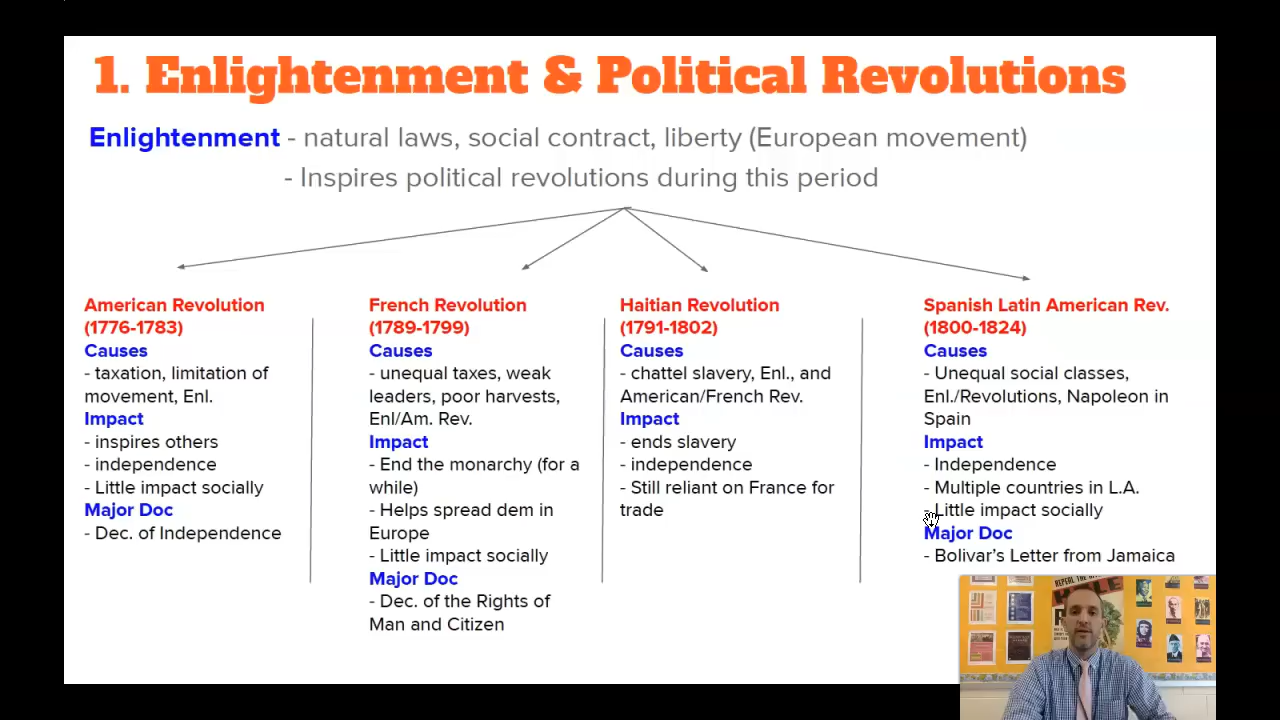 1. Enlightenment & Political Revolutions
Enlightenment - natural laws, social contract, liberty (European movement)
- Inspires political revolutions during this period
American Revolution
(1776-1783)
Causes
- taxation, limitation of
movement, Enl.
Impact
- inspires others
- independence
- Little impact socially
Major Doc
- Dec. of Independence
French Revolution
(1789-1799)
Causes
- unequal taxes, weak
leaders, poor harvests,
Enl/Am. Rev.
Impact
- End the monarchy (for a
while)
- Helps spread dem in
Europe
- Little impact socially
Major Doc
- Dec. of the Rights of
Man and Citizen
Haitian Revolution
(1791-1802)
Causes
- chattel slavery, Enl., and
American/French Rev.
Impact
- ends slavery
- independence
- Still reliant on France for
trade
Spanish Latin American Rev.
(1800-1824)
Causes
- Unequal social classes,
Enl./Revolutions, Napoleon in
Spain
Impact
- Independence
- Multiple countries in L.A.
- Little impact socially
Major Doc
- Bolivar's Letter from Jamaica
REPEAL THE